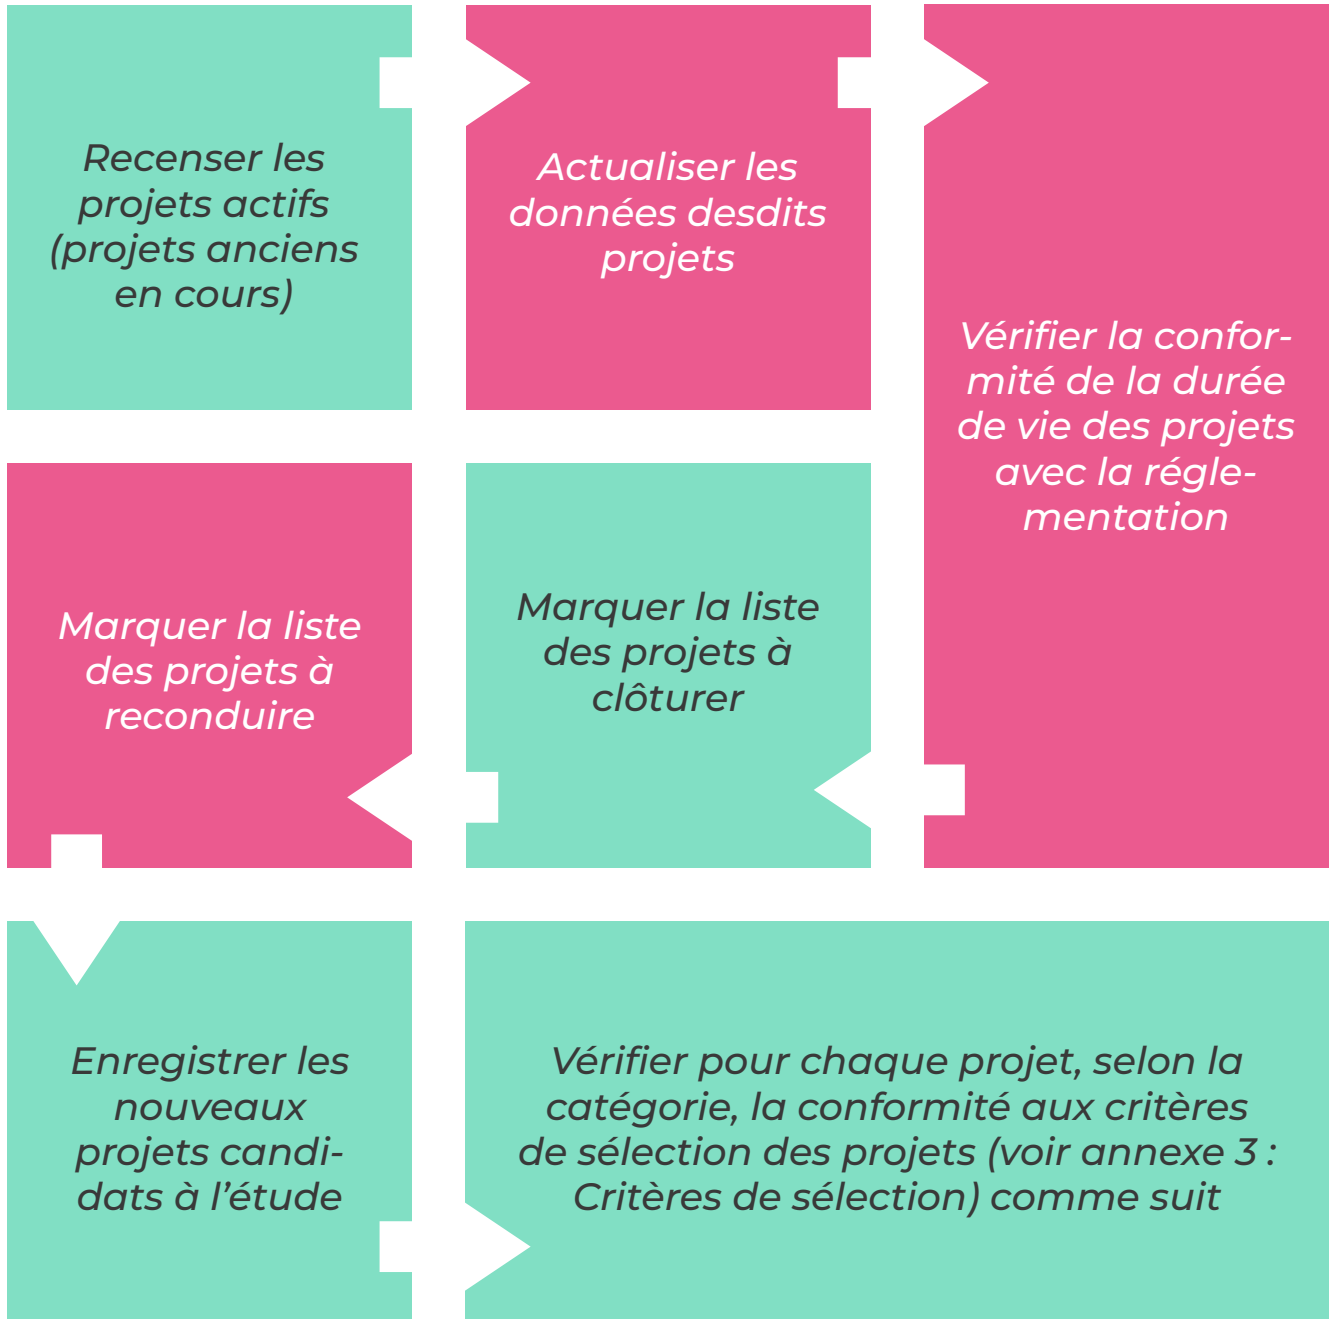 Recenser les
projets actifs
(projets anciens
en cours)
Actualiser les
données desdits
projets
Vérifier la confor-
mité de la durée
de vie des projets
avec la régle-
mentation
Marquer la liste
des projets à
clôturer
Marquer la liste
des projets à
reconduire
Enregistrer les
nouveaux
projets candi-
dats à l’étude
Vérifier pour chaque projet, selon la
catégorie, la conformité aux critères
de sélection des projets (voir annexe 3 :
Critères de sélection) comme suit